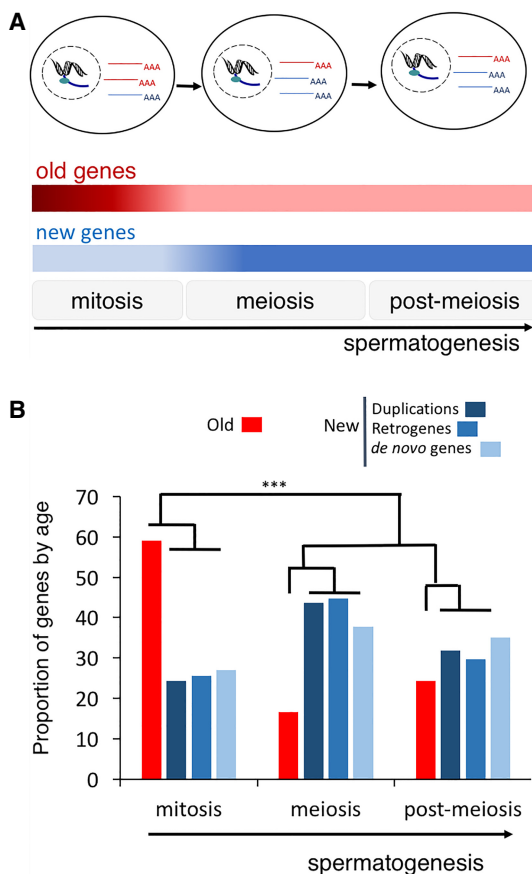 A
AAA
AAA
AAA
AAA
AAA
AAA
AAA
AAA
AAA
old genes
new genes
mitosis meiosis post-meiosis
spermatogenesis
B
Old New Duplications
Retrogenes
de novo genes
***
Proportion of genes by age
70
60
50
40
30
20
10
0
mitosis meiosis post-meiosis
spermatogenesis